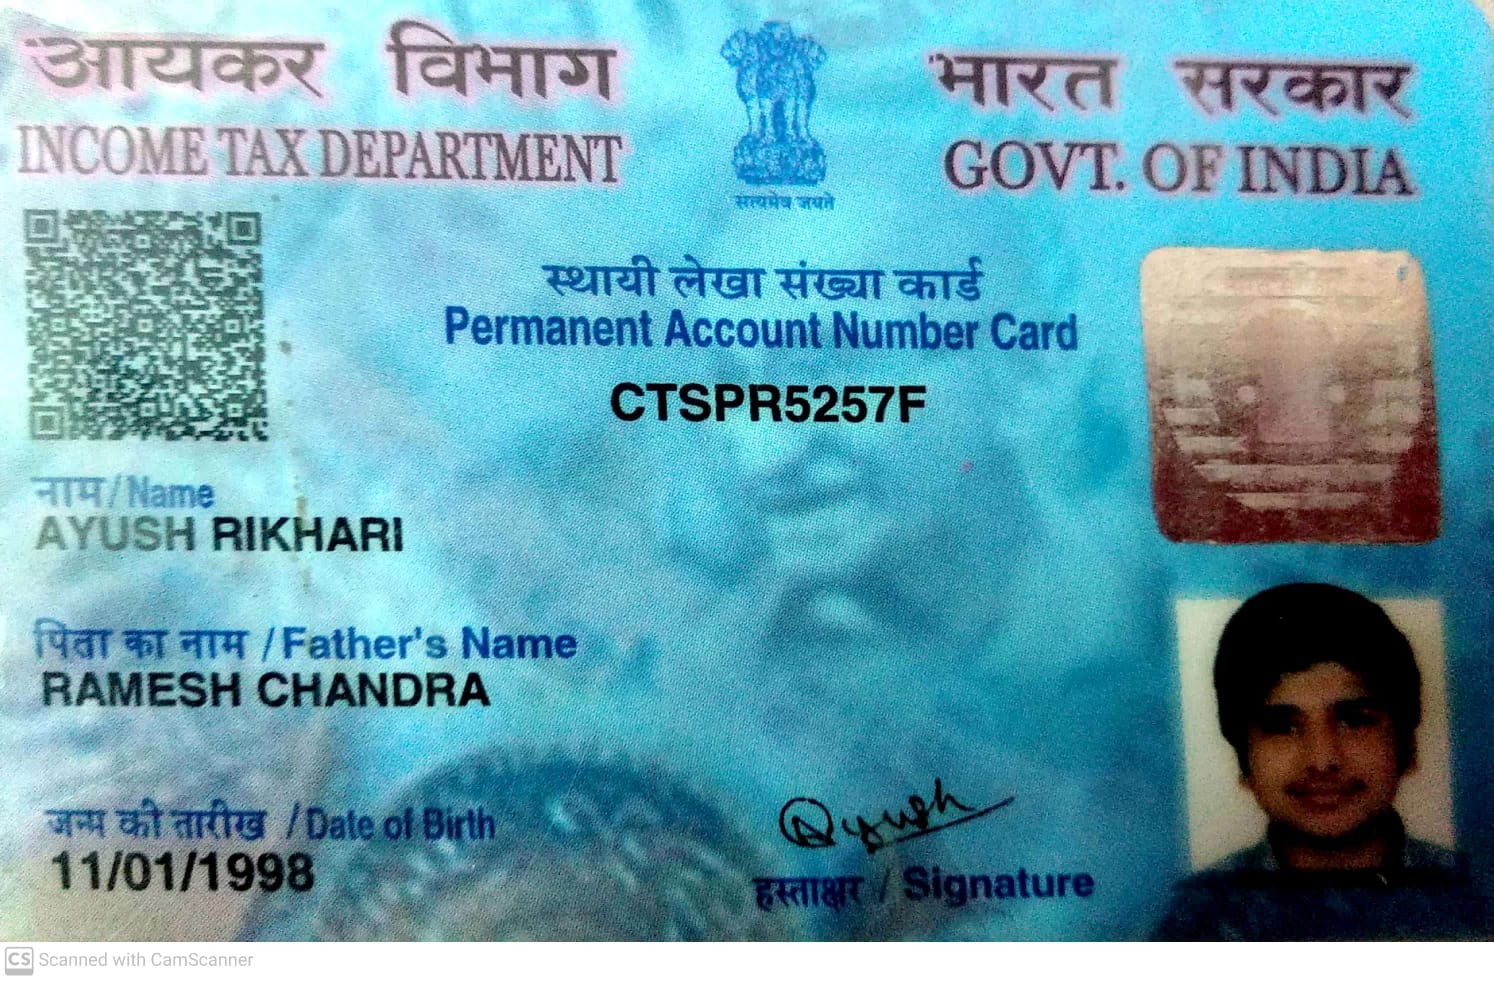 आयकर विभाग
INCOME TAX DEPARTMENT
सत्यमेव जयते
भारत सरकार
GOVT. OF INDIA
स्थायी लेखा संख्या कार्ड
Permanent Account Number Card
CTSPR5257F
नाम/Name
AYUSH RIKHARI
पिता का नाम /Father's Name
RAMESH CHANDRA
जन्म की तारीख /Date of Birth
11/01/1998
Ayush
हस्ताक्षर / Signature
CS Scanned with CamScanner